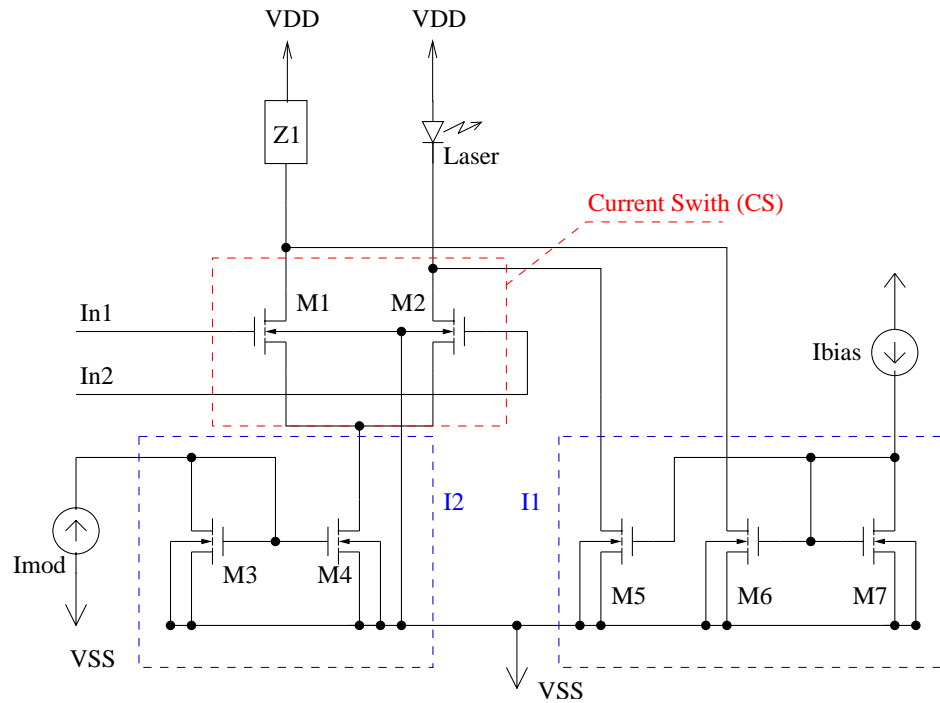 VDD
VDD
Z1
Laser
Current Swith (CS)
In1
M1
M2
In2
Ibias
I2
I1
Imod
M3
M4
M5
M6
M7
VSS
VSS